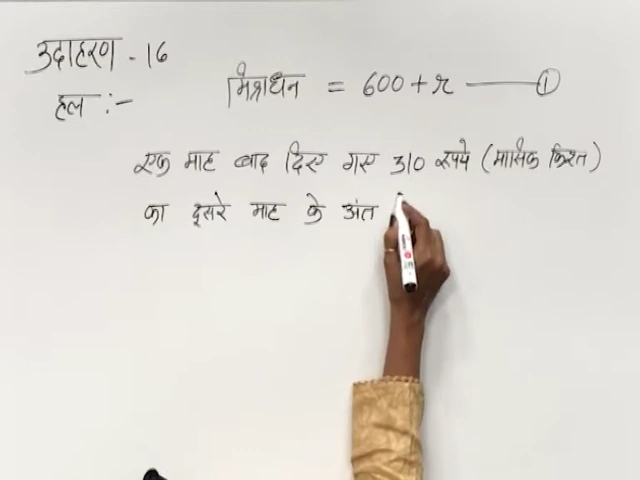 उदाहरण - 16
हल :-
मिश्रधन = 600 + r —— ①
एक माह बाद दिए गए 310 रुपये (मासिक किश्त)
का दूसरे माह के अंत